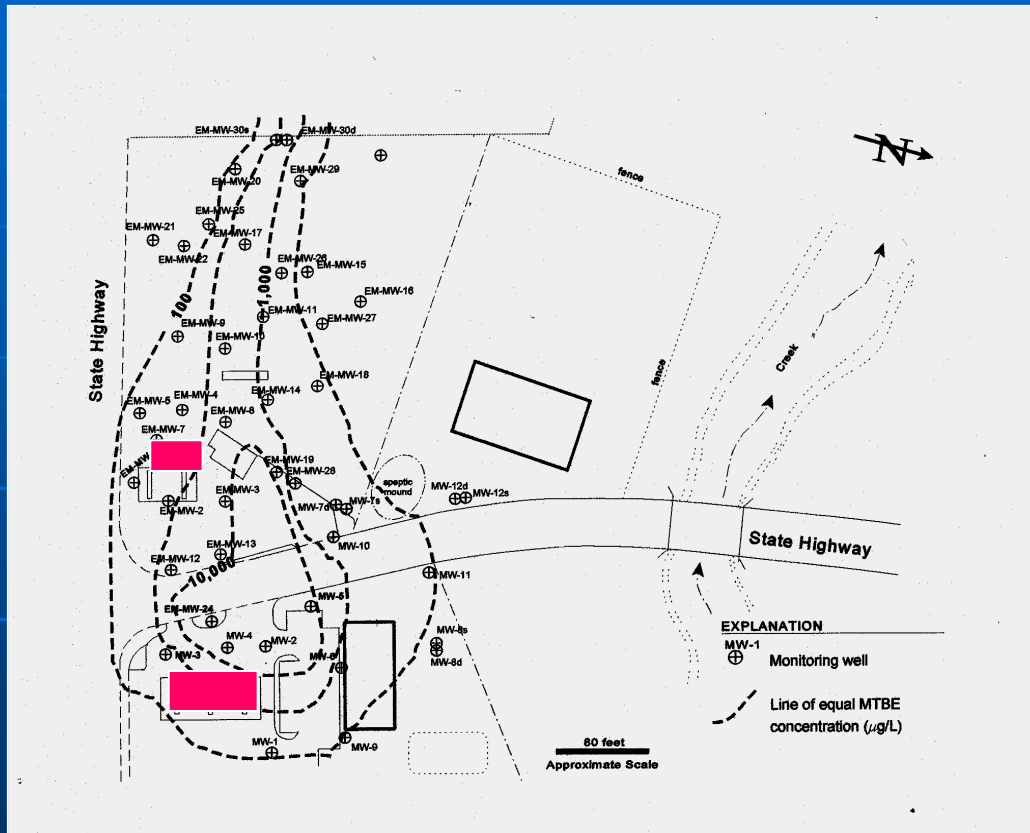 EM-MW-30s
EM-MW-30d
N
EM-MW-20
EM-MW-29
fence
EM-MW-25
EM-MW-21
EM-MW-17
EM-MW-22
EM-MW-26
EM-MW-15
100
1,000
EM-MW-16
EM-MW-11
EM-MW-27
EM-MW-9
EM-MW-10
State Highway
Creek
fence
EM-MW-18
EM-MW-14
EM-MW-5
EM-MW-4
EM-MW-8
EM-MW-7
EM-MW-19
EM-MW
EM-MW-28
speptic
mound
EM-MW-3
MW-12d
MW-12s
EM-MW-2
MW-7d
MW-7s
MW-10
State Highway
EM-MW-13
EM-MW-12
10,000
MW-11
MW-5
EM-MW-24
EXPLANATION
MW-1
Monitoring well
MW-4
MW-2
MW-3
MW-6
MW-8s
MW-8d
Line of equal MTBE
concentration (µg/L)
MW-1
MW-9
80 feet
Approximate Scale